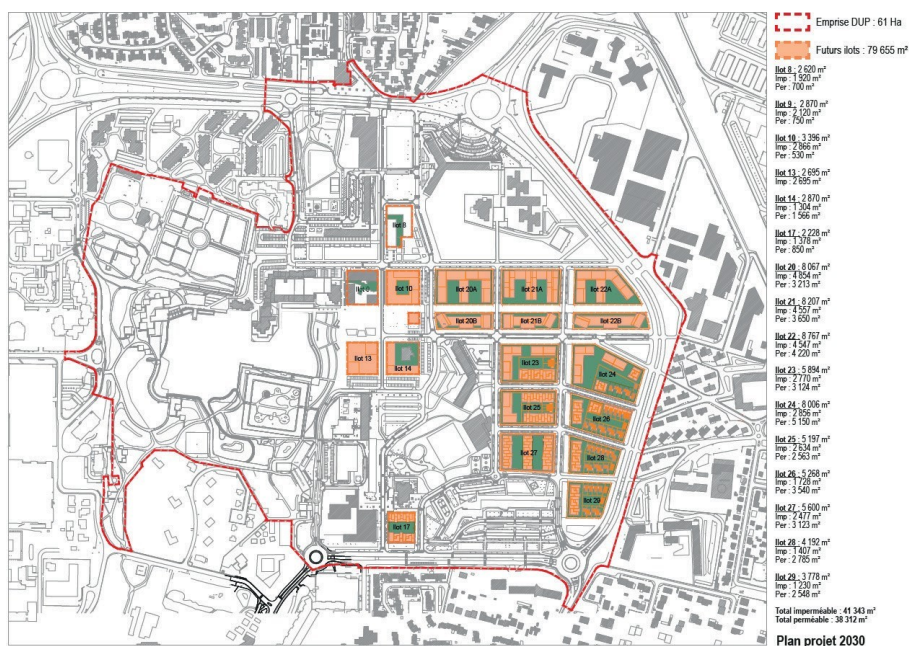 Emprise DUP : 61 Ha
Futurs ilots : 79 655 m²
Ilot 8 : 2 620 m²
Imp : 1 920 m²
Per : 700 m²
Ilot 9 : 2 870 m²
Imp : 2 120 m²
Per : 750 m²
Ilot 10 : 3 396 m²
Imp : 2 866 m²
Per : 530 m²
Ilot 13 : 2 695 m²
Imp : 2 695 m²
Ilot 14 : 2 870 m²
Imp : 1 304 m²
Per : 1 566 m²
Ilot 17 : 2 228 m²
Imp : 1 378 m²
Per : 850 m²
Ilot 20 : 8 067 m²
Imp : 4 854 m²
Per : 3 213 m²
Ilot 21 : 8 207 m²
Imp : 4 557 m²
Per : 3 650 m²
Ilot 22 : 8 767 m²
Imp : 4 547 m²
Per : 4 220 m²
Ilot 23 : 5 894 m²
Imp : 2 770 m²
Per : 3 124 m²
Ilot 24 : 8 006 m²
Imp : 2 856 m²
Per : 5 150 m²
Ilot 25 : 5 197 m²
Imp : 2 634 m²
Per : 2 563 m²
Ilot 26 : 5 268 m²
Imp : 1 728 m²
Per : 3 540 m²
Ilot 27 : 5 600 m²
Imp : 2 477 m²
Per : 3 123 m²
Ilot 28 : 4 192 m²
Imp : 1 407 m²
Per : 2 785 m²
Ilot 29 : 3 778 m²
Imp : 1 230 m²
Per : 2 548 m²
Total imperméable : 41 343 m²
Total perméable : 38 312 m²
Plan projet 2030
Ilot 8
Ilot 9
Ilot 10
Ilot 20A
Ilot 21A
Ilot 22A
Ilot 20B
Ilot 21B
Ilot 22B
Ilot 13
Ilot 14
Ilot 23
Ilot 24
Ilot 25
Ilot 26
Ilot 27
Ilot 28
Ilot 29
Ilot 17